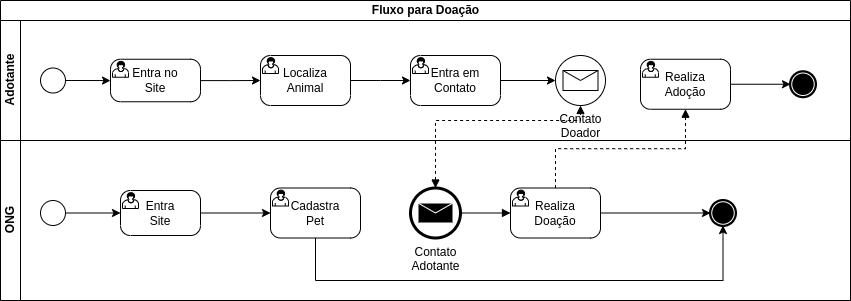 Fluxo para Doação
Adotante
Entra no
Site
Localiza
Animal
Entra em
Contato
Contato
Doador
Realiza
Adoção
ONG
Entra
Site
Cadastra
Pet
Contato
Adotante
Realiza
Doação